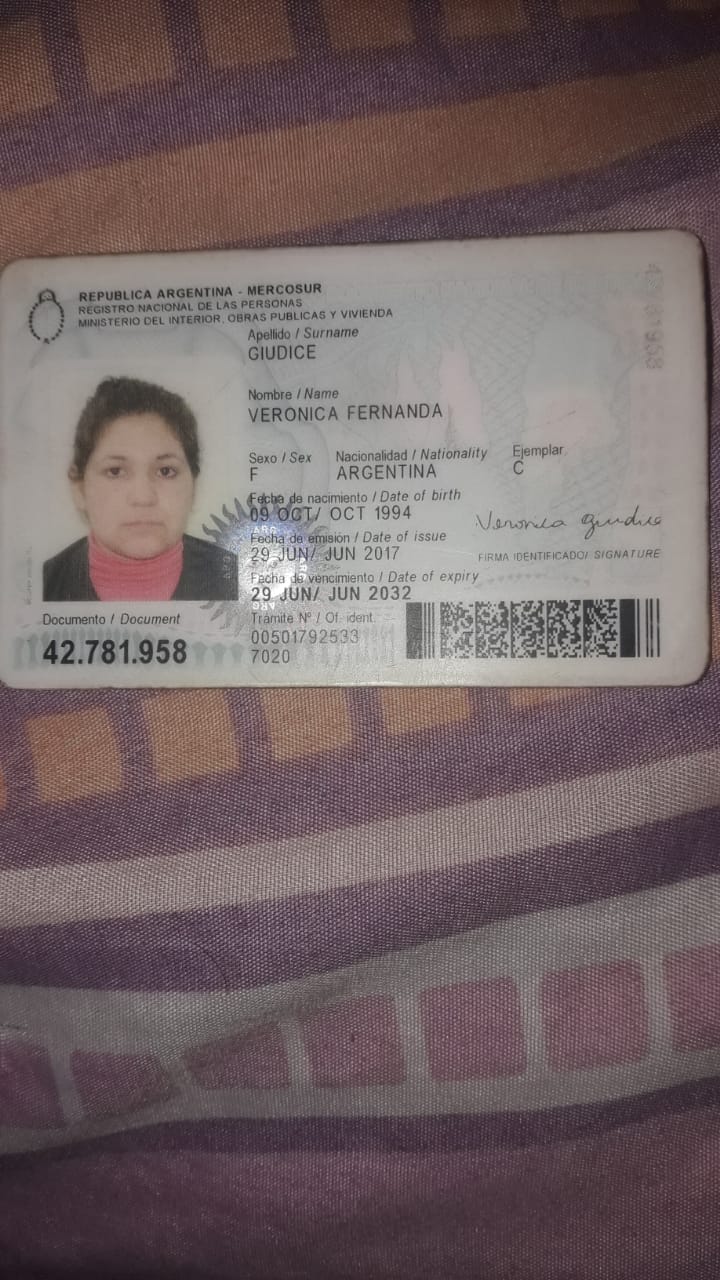 REPUBLICA ARGENTINA - MERCOSUR
REGISTRO NACIONAL DE LAS PERSONAS
MINISTERIO DEL INTERIOR, OBRAS PUBLICAS Y VIVIENDA
Apellido / Surname
GIUDICE
Nombre / Name
VERONICA FERNANDA
Sexo / Sex Nacionalidad / Nationality Ejemplar
F ARGENTINA C
Fecha de nacimiento / Date of birth
09 OCT/ OCT 1994
Fecha de emisión / Date of issue
29 JUN/ JUN 2017
Fecha de vencimiento / Date of expiry
29 JUN/ JUN 2032
Veronica Giudice
FIRMA IDENTIFICADO/ SIGNATURE
Documento / Document
42.781.958
Trámite Nº / Of. ident.
00501792533
7020